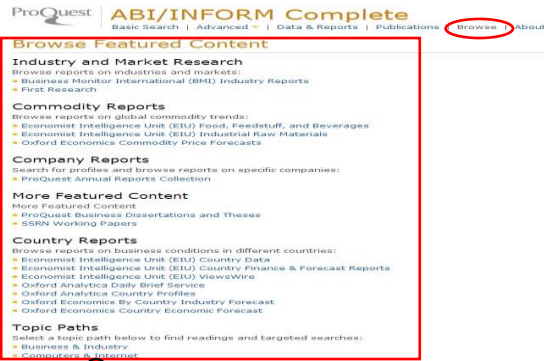 ProQuest ABI/INFORM Complete
Basic Search | Advanced | Data & Reports | Publications | Browse | About
Browse Featured Content
Industry and Market Research
Browse reports on industries and markets:
Business Monitor International (BMI) Industry Reports
First Research
Commodity Reports
Browse reports on global commodity trends:
Economist Intelligence Unit (EIU) Food, Feedstuff, and Beverages
Economist Intelligence Unit (EIU) Industrial Raw Materials
Oxford Economics Commodity Price Forecasts
Company Reports
Search for profiles and browse reports on specific companies:
ProQuest Annual Reports Collection
More Featured Content
More Featured Content
ProQuest Business Dissertations and Theses
SSRN Working Papers
Country Reports
Browse reports on business conditions in different countries:
Economist Intelligence Unit (EIU) Country Data
Economist Intelligence Unit (EIU) Country Finance & Forecast Reports
Economist Intelligence Unit (EIU) ViewsWire
Oxford Analytica Daily Brief Service
Oxford Analytica Country Profiles
Oxford Economics By Country Industry Forecast
Oxford Economics Country Economic Forecast
Topic Paths
Select a topic path below to find readings and targeted searches:
Business & Industry
Computers & Internet